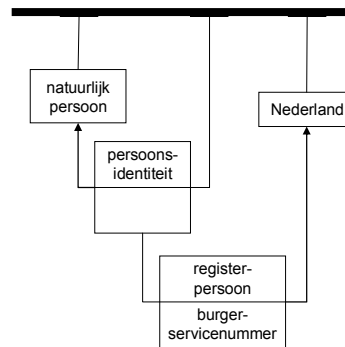 natuurlijk
persoon
Nederland
persoons-
identiteit
register-
persoon
burger-
servicenummer